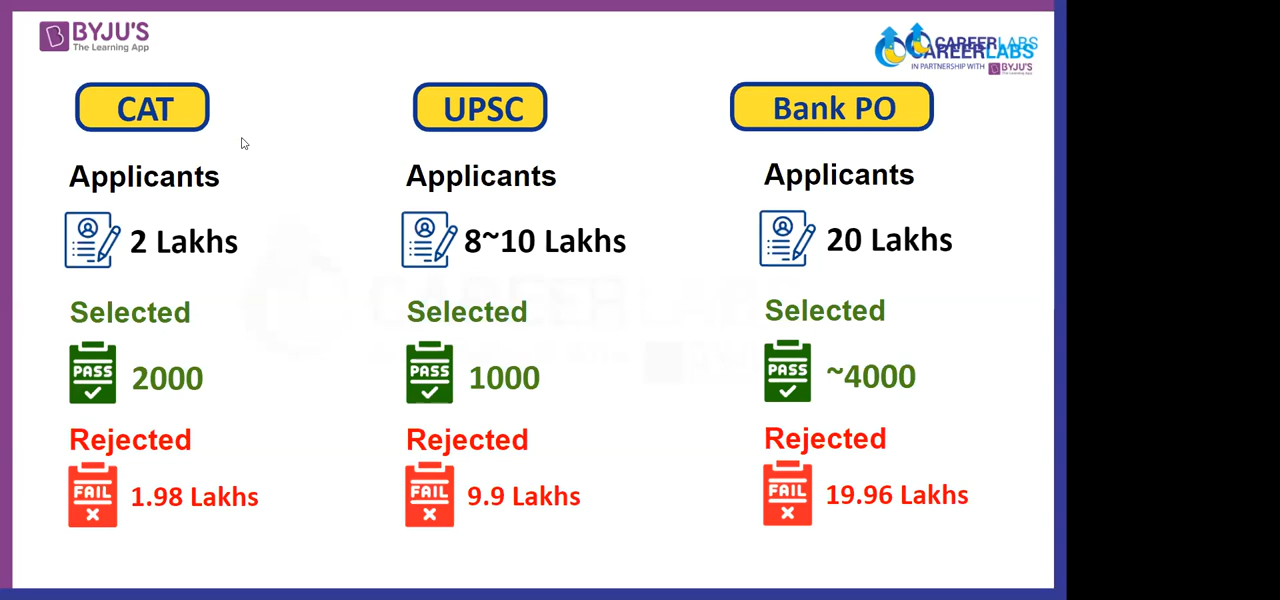 BYJU'S
The Learning App
CAREERLABS
CAREERLABS
IN PARTNERSHIP WITH BYJU'S
CAT
UPSC
Bank PO
Applicants
Applicants
Applicants
2 Lakhs
8~10 Lakhs
20 Lakhs
Selected
Selected
Selected
PASS
2000
PASS
1000
PASS
~4000
Rejected
Rejected
Rejected
FAIL
1.98 Lakhs
FAIL
9.9 Lakhs
FAIL
19.96 Lakhs
CAREERLABS